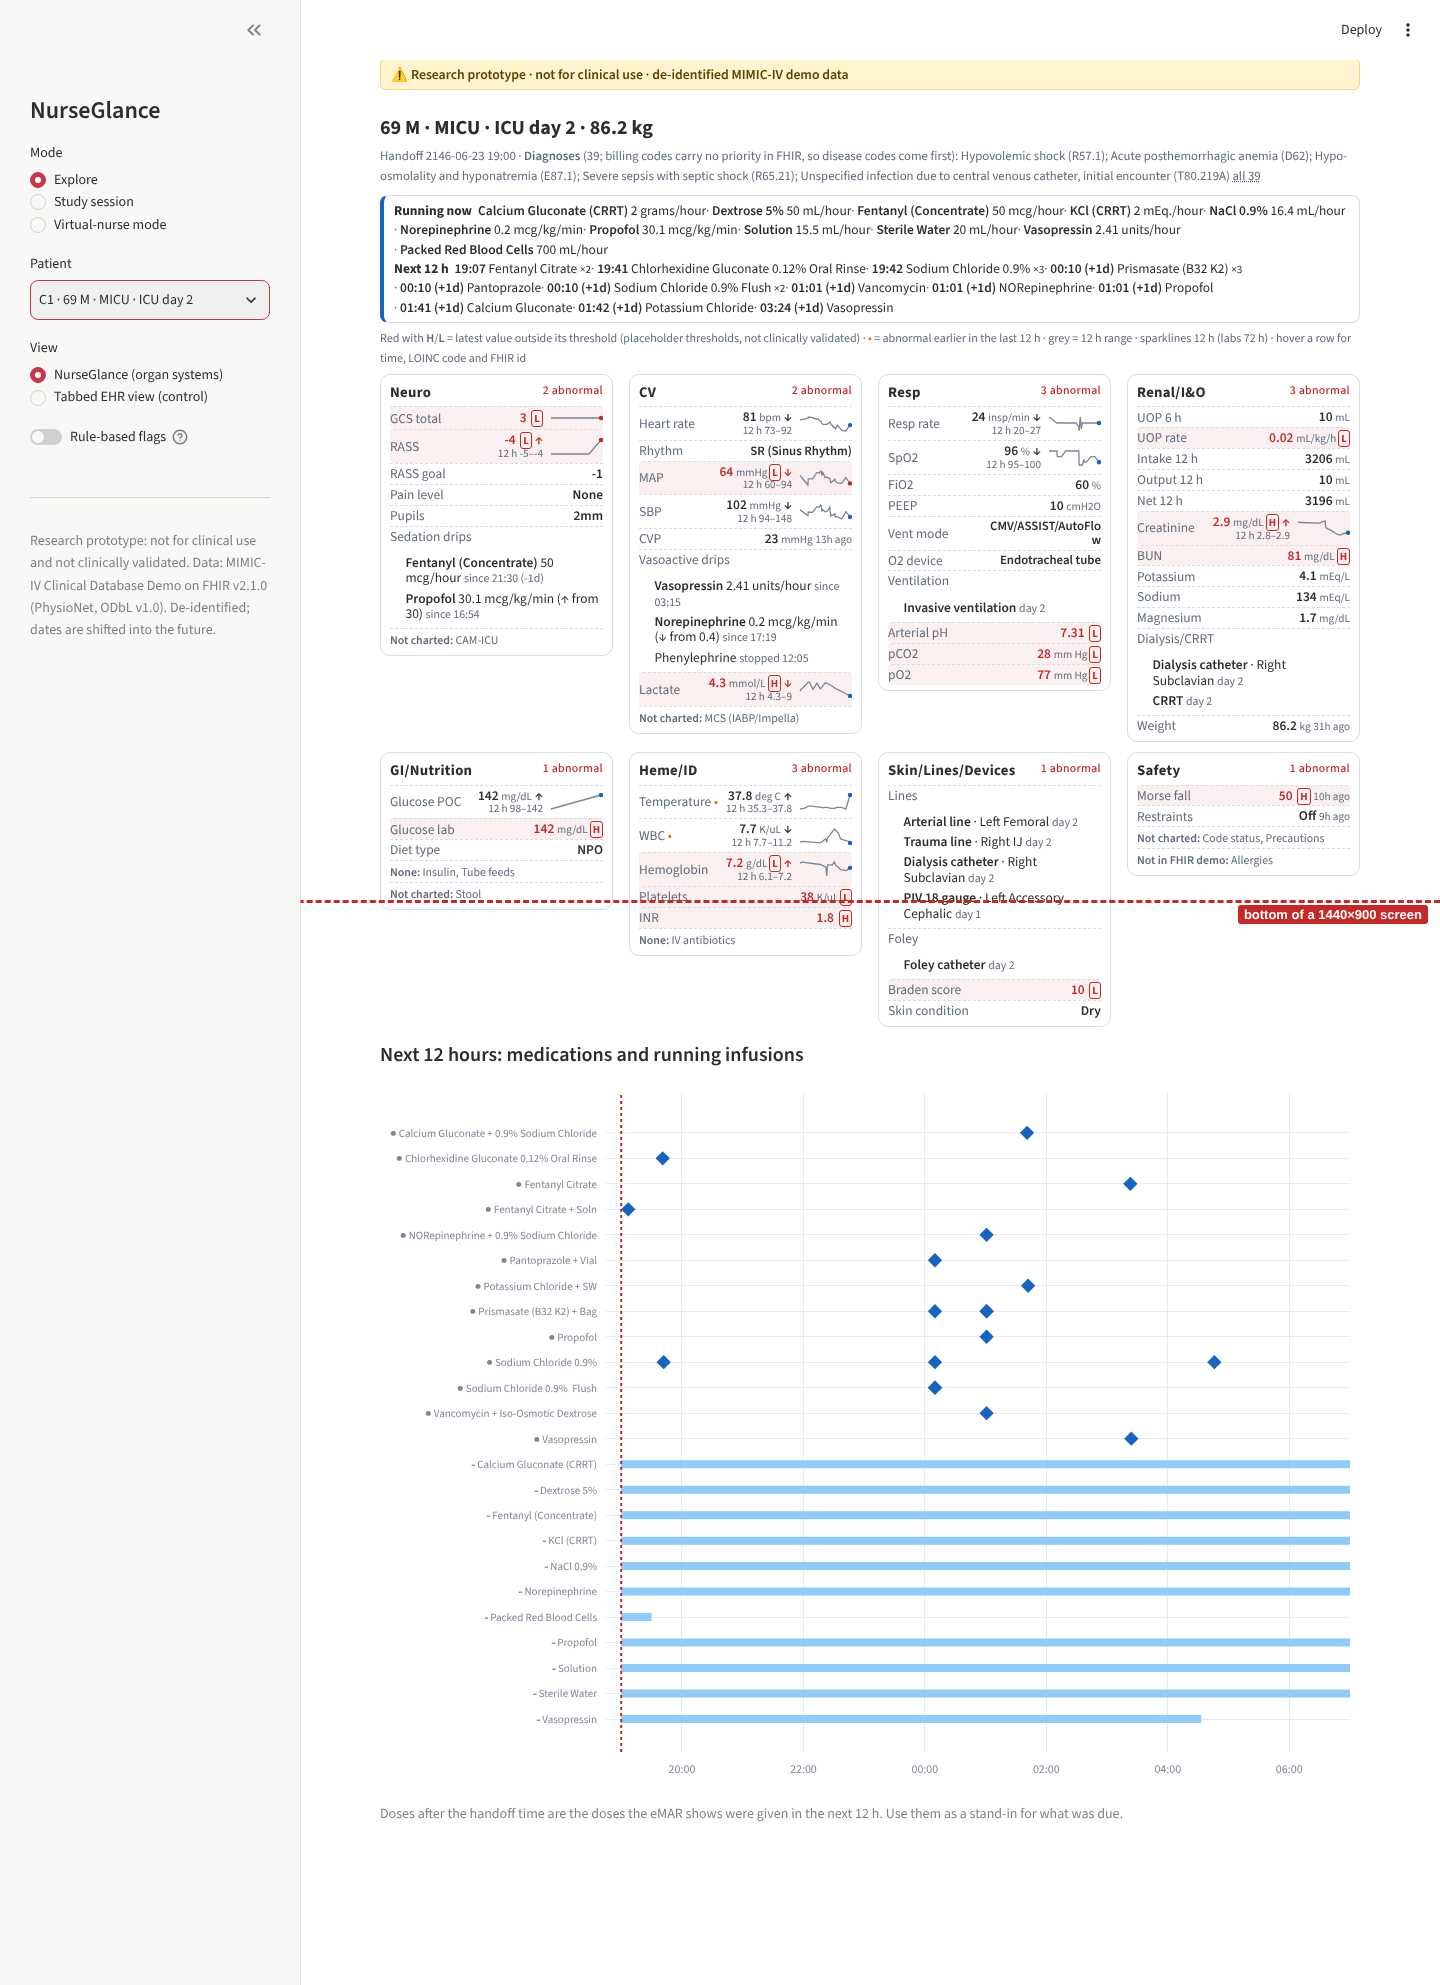 Deploy
NurseGlance
Mode
Explore
Study session
Virtual-nurse mode
Patient
C1 · 69 M · MICU · ICU day 2
View
NurseGlance (organ systems)
Tabbed EHR view (control)
Rule-based flags
Research prototype: not for clinical use
and not clinically validated. Data: MIMIC-
IV Clinical Database Demo on FHIR v2.1.0
(PhysioNet, ODbL v1.0). De-identified;
dates are shifted into the future.
⚠️ Research prototype · not for clinical use · de-identified MIMIC-IV demo data
69 M · MICU · ICU day 2 · 86.2 kg
Handoff 2146-06-23 19:00 · Diagnoses (39; billing codes carry no priority in FHIR, so disease codes come first): Hypovolemic shock (R57.1); Acute posthemorrhagic anemia (D62); Hypo-
osmolality and hyponatremia (E87.1); Severe sepsis with septic shock (R65.21); Unspecified infection due to central venous catheter, initial encounter (T80.219A) all 39
Running now Calcium Gluconate (CRRT) 2 grams/hour· Dextrose 5% 50 mL/hour· Fentanyl (Concentrate) 50 mcg/hour· KCl (CRRT) 2 mEq./hour· NaCl 0.9% 16.4 mL/hour
· Norepinephrine 0.2 mcg/kg/min· Propofol 30.1 mcg/kg/min· Solution 15.5 mL/hour· Sterile Water 20 mL/hour· Vasopressin 2.41 units/hour
· Packed Red Blood Cells 700 mL/hour
Next 12 h 19:07 Fentanyl Citrate ×2· 19:41 Chlorhexidine Gluconate 0.12% Oral Rinse· 19:42 Sodium Chloride 0.9% ×3· 00:10 (+1d) Prismasate (B32 K2) ×3
· 00:10 (+1d) Pantoprazole· 00:10 (+1d) Sodium Chloride 0.9% Flush ×2· 01:01 (+1d) Vancomycin· 01:01 (+1d) NORepinephrine· 01:01 (+1d) Propofol
· 01:41 (+1d) Calcium Gluconate· 01:42 (+1d) Potassium Chloride· 03:24 (+1d) Vasopressin
Red with H/L = latest value outside its threshold (placeholder thresholds, not clinically validated) · • = abnormal earlier in the last 12 h · grey = 12 h range · sparklines 12 h (labs 72 h) · hover a row for
time, LOINC code and FHIR id
Neuro 2 abnormal
GCS total 3 L
RASS -4 L ↑
12 h -5–-4
RASS goal -1
Pain level None
Pupils 2mm
Sedation drips
Fentanyl (Concentrate) 50
mcg/hour since 21:30 (-1d)
Propofol 30.1 mcg/kg/min (↑ from
30) since 16:54
Not charted: CAM-ICU
CV 2 abnormal
Heart rate 81 bpm ↓
12 h 73–92
Rhythm SR (Sinus Rhythm)
MAP 64 mmHg L ↓
12 h 60–94
SBP 102 mmHg ↓
12 h 94–148
CVP 23 mmHg 13h ago
Vasoactive drips
Vasopressin 2.41 units/hour since
03:15
Norepinephrine 0.2 mcg/kg/min
(↓ from 0.4) since 17:19
Phenylephrine stopped 12:05
Lactate 4.3 mmol/L H ↓
12 h 4.3–9
Not charted: MCS (IABP/Impella)
Resp 3 abnormal
Resp rate 24 insp/min ↓
12 h 20–27
SpO2 96 % ↓
12 h 95–100
FiO2 60 %
PEEP 10 cmH2O
Vent mode CMV/ASSIST/AutoFlo
w
O2 device Endotracheal tube
Ventilation
Invasive ventilation day 2
Arterial pH 7.31 L
pCO2 28 mm Hg L
pO2 77 mm Hg L
Renal/I&O 3 abnormal
UOP 6 h 10 mL
UOP rate 0.02 mL/kg/h L
Intake 12 h 3206 mL
Output 12 h 10 mL
Net 12 h 3196 mL
Creatinine 2.9 mg/dL H ↑
12 h 2.8–2.9
BUN 81 mg/dL H
Potassium 4.1 mEq/L
Sodium 134 mEq/L
Magnesium 1.7 mg/dL
Dialysis/CRRT
Dialysis catheter · Right
Subclavian day 2
CRRT day 2
Weight 86.2 kg 31h ago
GI/Nutrition 1 abnormal
Glucose POC 142 mg/dL ↑
12 h 98–142
Glucose lab 142 mg/dL H
Diet type NPO
None: Insulin, Tube feeds
Not charted: Stool
Heme/ID 3 abnormal
Temperature • 37.8 deg C ↑
12 h 35.3–37.8
WBC • 7.7 K/uL ↓
12 h 7.7–11.2
Hemoglobin 7.2 g/dL L ↑
12 h 6.1–7.2
Platelets 38 K/uL L
INR 1.8 H
None: IV antibiotics
Skin/Lines/Devices 1 abnormal
Lines
Arterial line · Left Femoral day 2
Trauma line · Right IJ day 2
Dialysis catheter · Right
Subclavian day 2
PIV 18 gauge · Left Accessory
Cephalic day 1
Foley
Foley catheter day 2
Braden score 10 L
Skin condition Dry
Safety 1 abnormal
Morse fall 50 H 10h ago
Restraints Off 9h ago
Not charted: Code status, Precautions
Not in FHIR demo: Allergies
bottom of a 1440×900 screen
Next 12 hours: medications and running infusions
● Calcium Gluconate + 0.9% Sodium Chloride
● Chlorhexidine Gluconate 0.12% Oral Rinse
● Fentanyl Citrate
● Fentanyl Citrate + Soln
● NORepinephrine + 0.9% Sodium Chloride
● Pantoprazole + Vial
● Potassium Chloride + SW
● Prismasate (B32 K2) + Bag
● Propofol
● Sodium Chloride 0.9%
● Sodium Chloride 0.9% Flush
● Vancomycin + Iso-Osmotic Dextrose
● Vasopressin
- Calcium Gluconate (CRRT)
- Dextrose 5%
- Fentanyl (Concentrate)
- KCl (CRRT)
- NaCl 0.9%
- Norepinephrine
- Packed Red Blood Cells
- Propofol
- Solution
- Sterile Water
- Vasopressin
20:00 22:00 00:00 02:00 04:00 06:00
Doses after the handoff time are the doses the eMAR shows were given in the next 12 h. Use them as a stand-in for what was due.